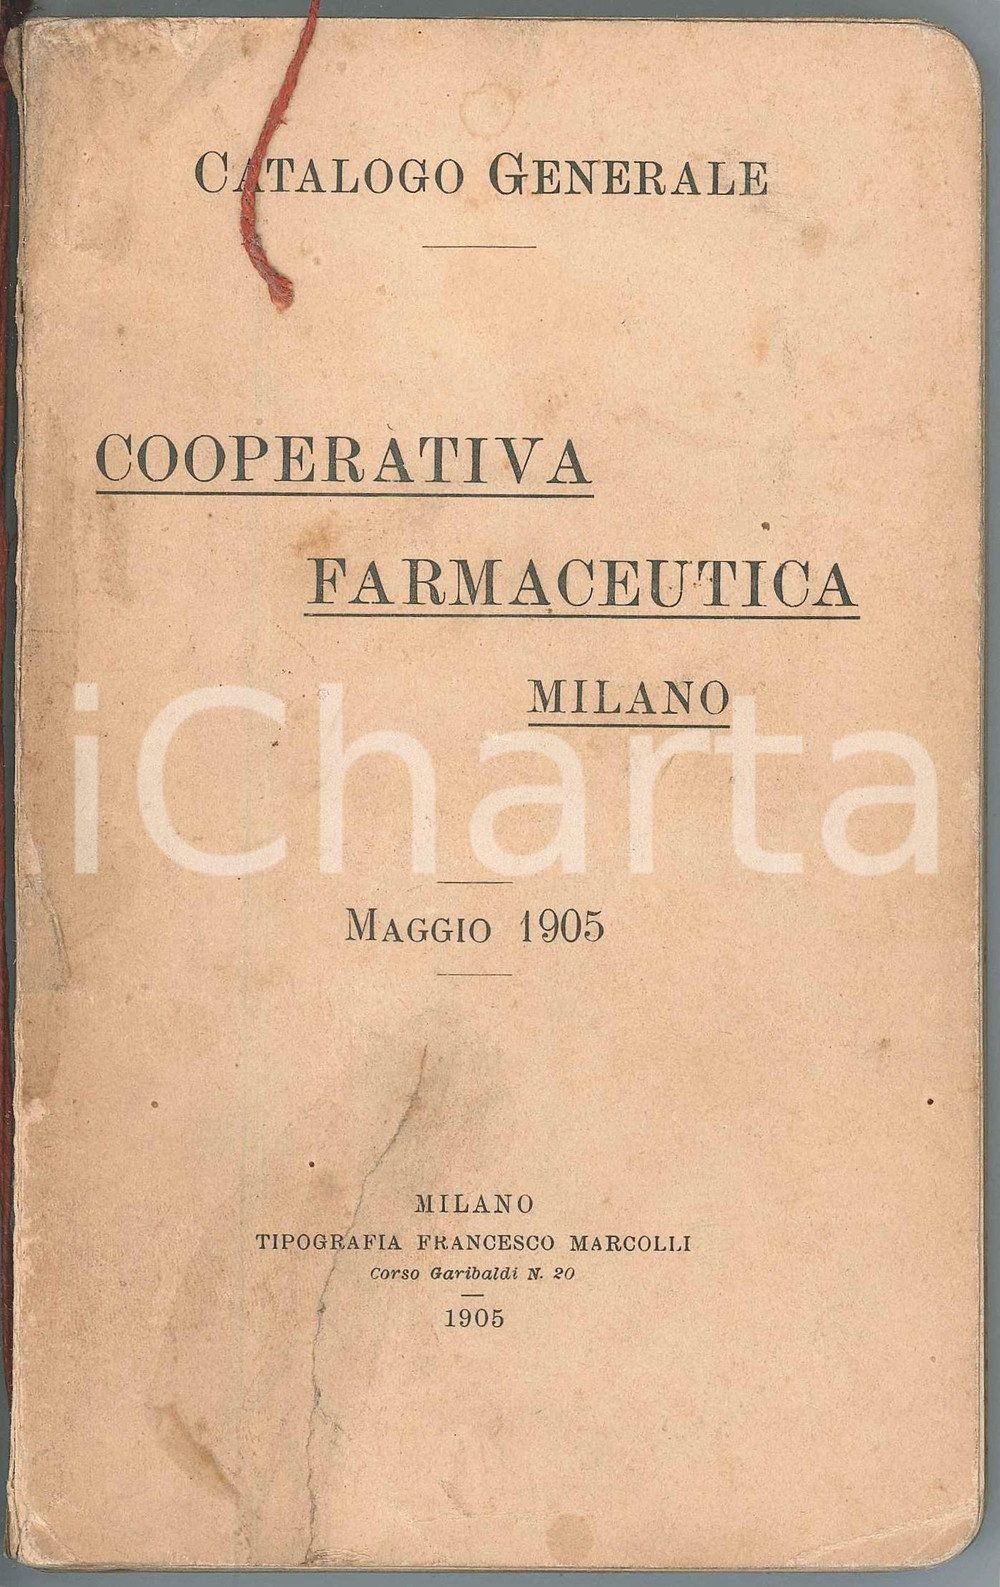 CATALOGO GENERALE
COOPERATIVA
FARMACEUTICA
MILANO
iCharta
MAGGIO 1905
MILANO
TIPOGRAFIA FRANCESCO MARCOLLI
Corso Garibaldi N. 20
1905